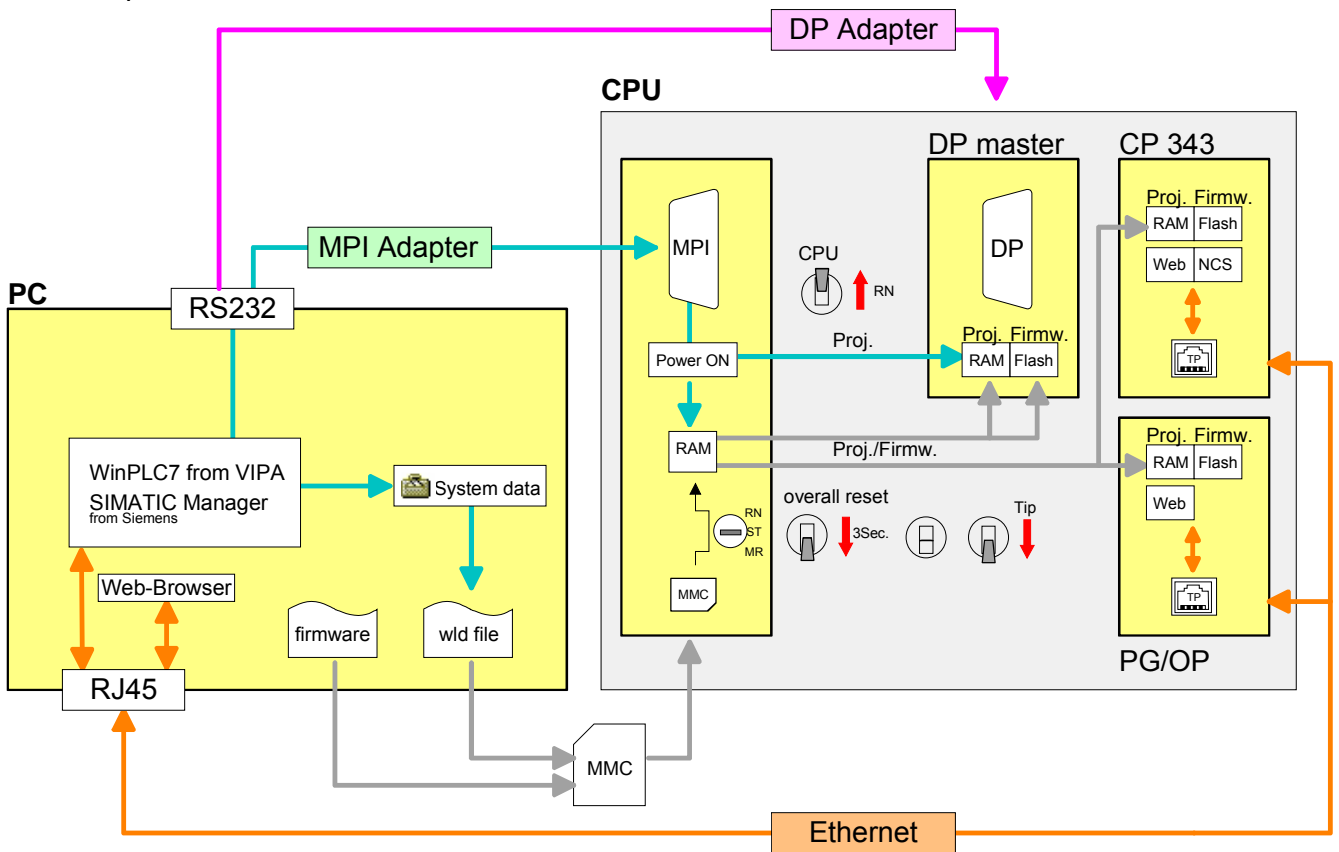 DP Adapter
CPU
DP master
CP 343
MPI
DP
Proj. Firmw.
RAM Flash
Web NCS
TP
MPI Adapter
CPU
RN
PC
RS232
Power ON
Proj.
Proj. Firmw.
RAM Flash
RAM
Proj./Firmw.
Proj. Firmw.
RAM Flash
Web
TP
PG/OP
WinPLC7 from VIPA
SIMATIC Manager
from Siemens
System data
overall reset
3Sec.
Tip
RN
ST
MR
MMC
Web-Browser
firmware
wld file
RJ45
MMC
Ethernet